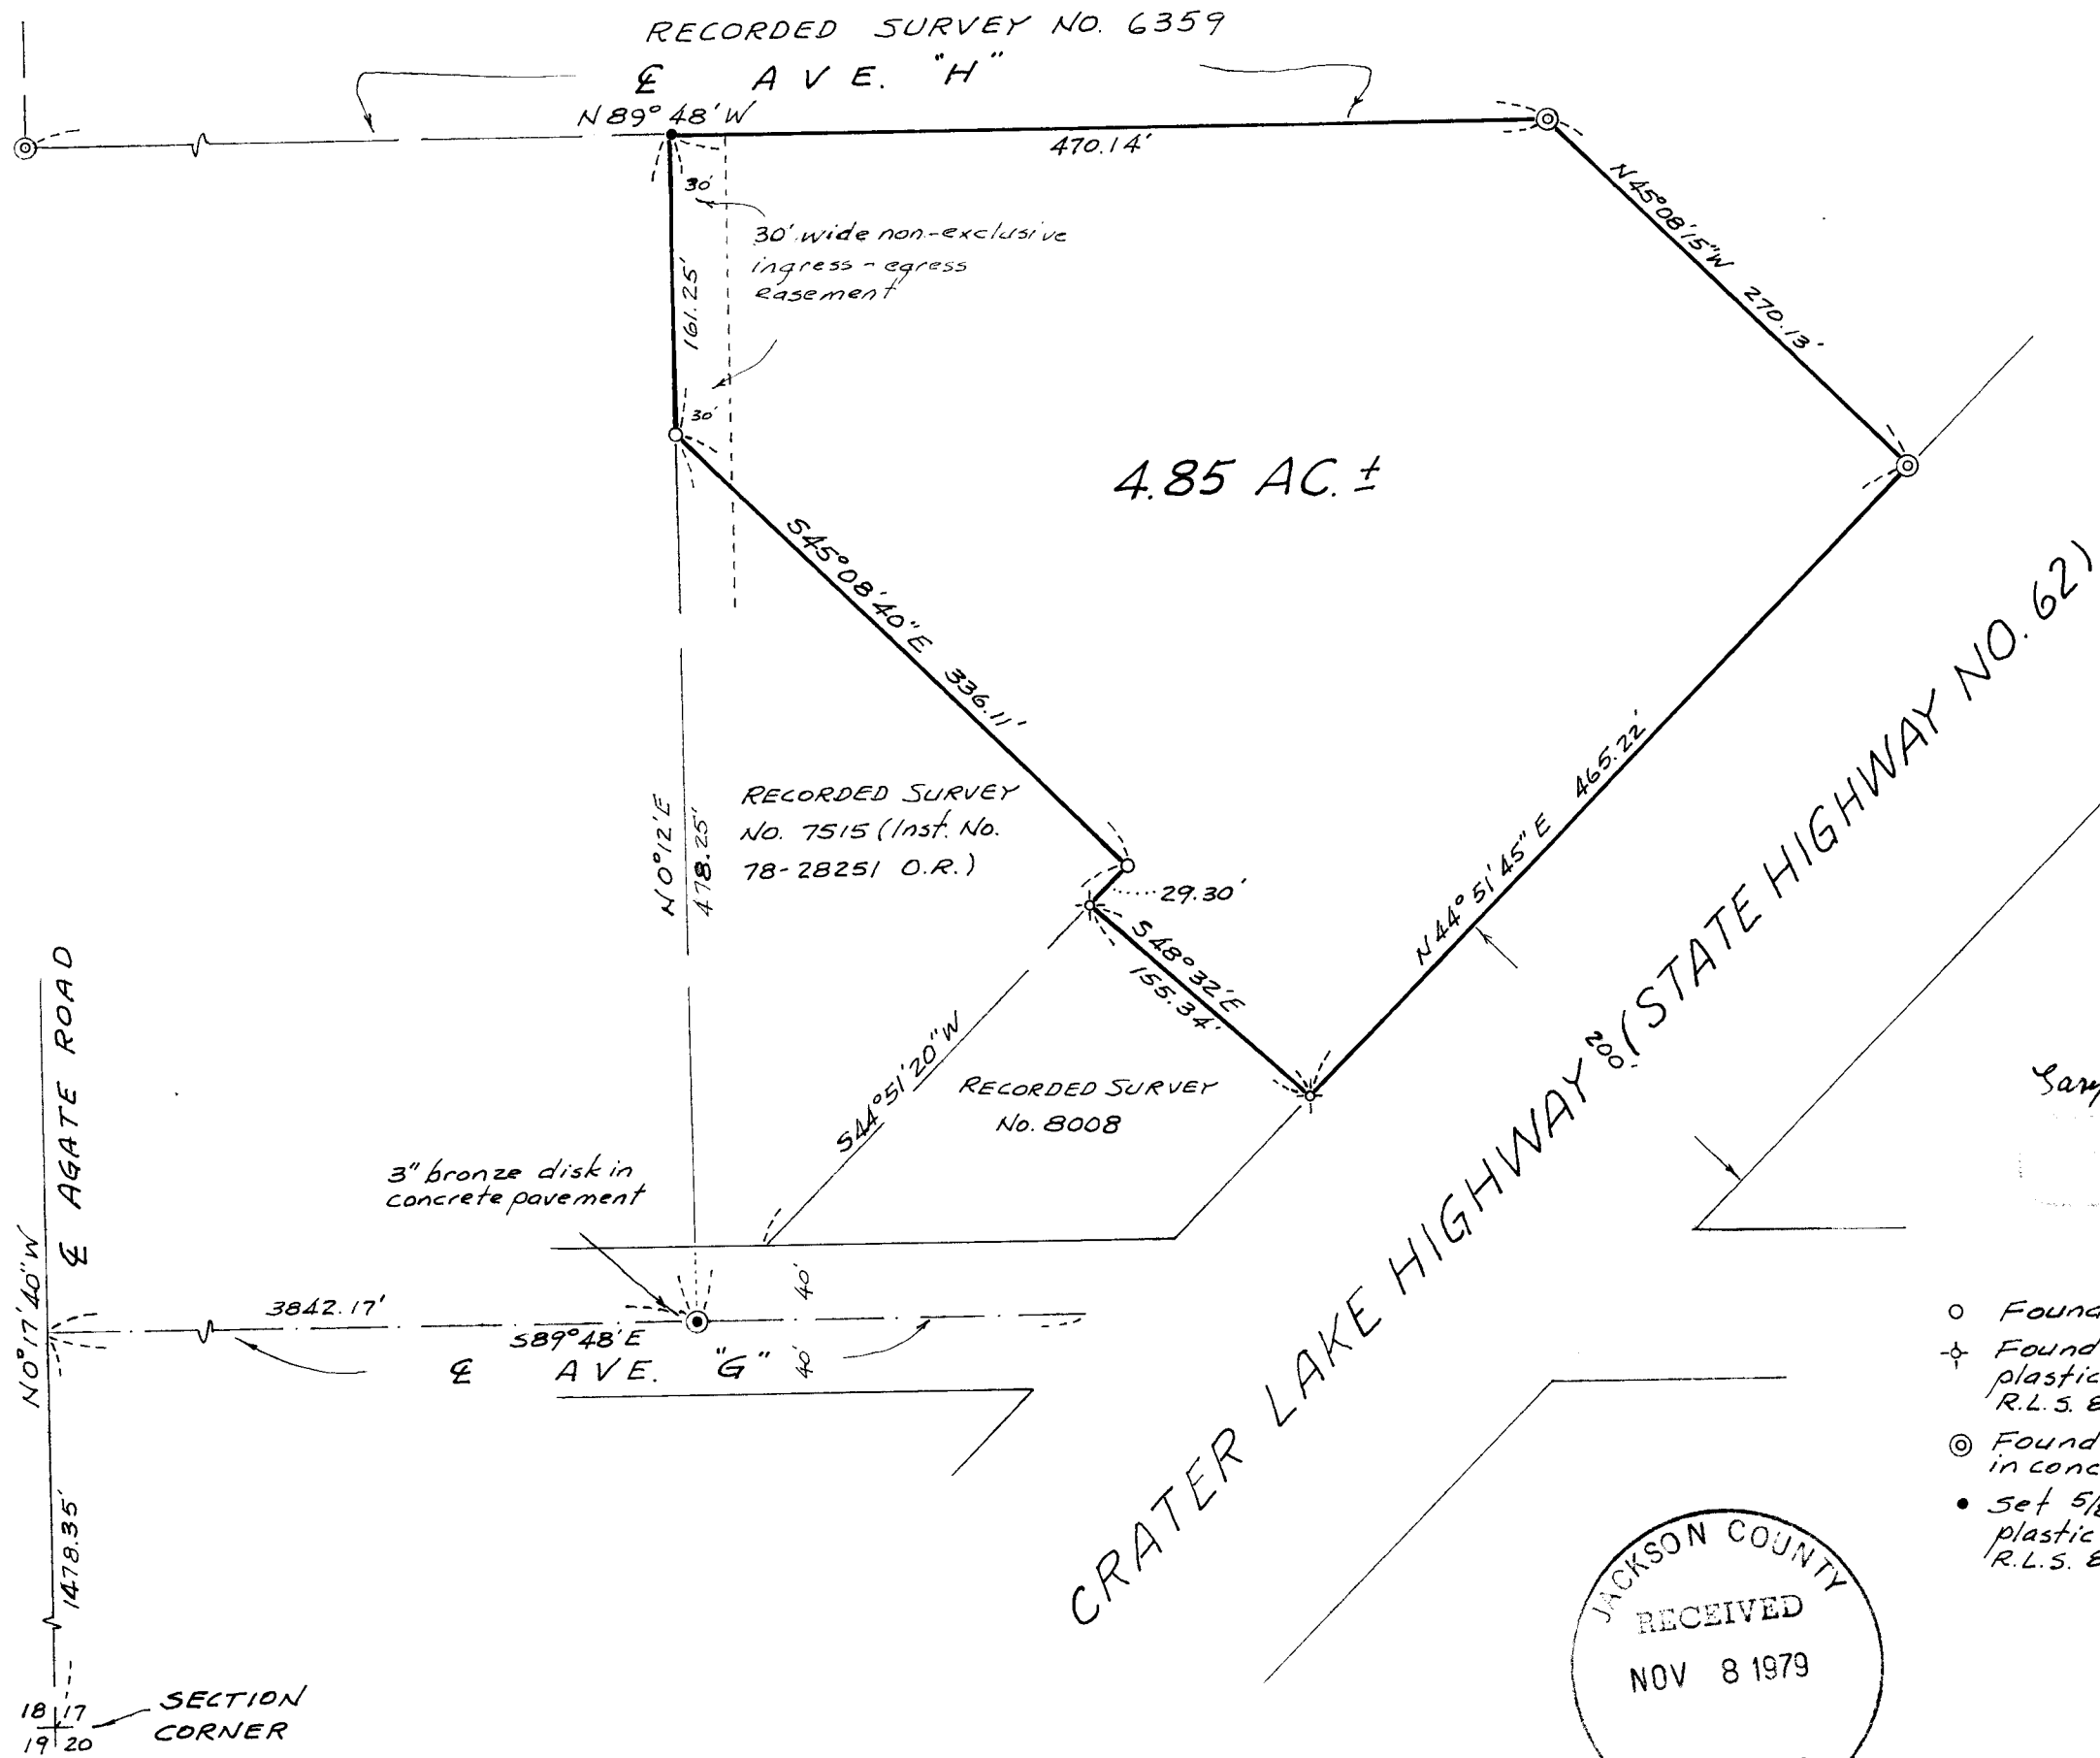 RECORDED SURVEY NO. 6359
℄ AVE. "H"
N89°48'W
470.14'
30'
30' wide non-exclusive
ingress - egress
easement
161.25'
30'
N45°08'15"W 270.13'
4.85 AC. ±
S45°08'40"E 336.11'
N44°51'45"E 465.22'
RECORDED SURVEY
No. 7515 (Inst. No.
78-28251 O.R.)
N0°12'E
478.25'
29.30'
S48°32'E
155.34'
S44°51'20"W
RECORDED SURVEY
No. 8008
CRATER LAKE HIGHWAY (STATE HIGHWAY NO. 62)
200'
℄ AGATE ROAD
N0°17'40"W
3" bronze disk in
concrete pavement
3842.17'
S89°48'E
40'
℄ AVE. "G"
40'
1478.35'
18 17
19 20
SECTION
CORNER
Found
Found
plastic
R.L.S.
Found
in conc
Set
plastic
R.L.S.
JACKSON COUNTY
RECEIVED
NOV 8 1979